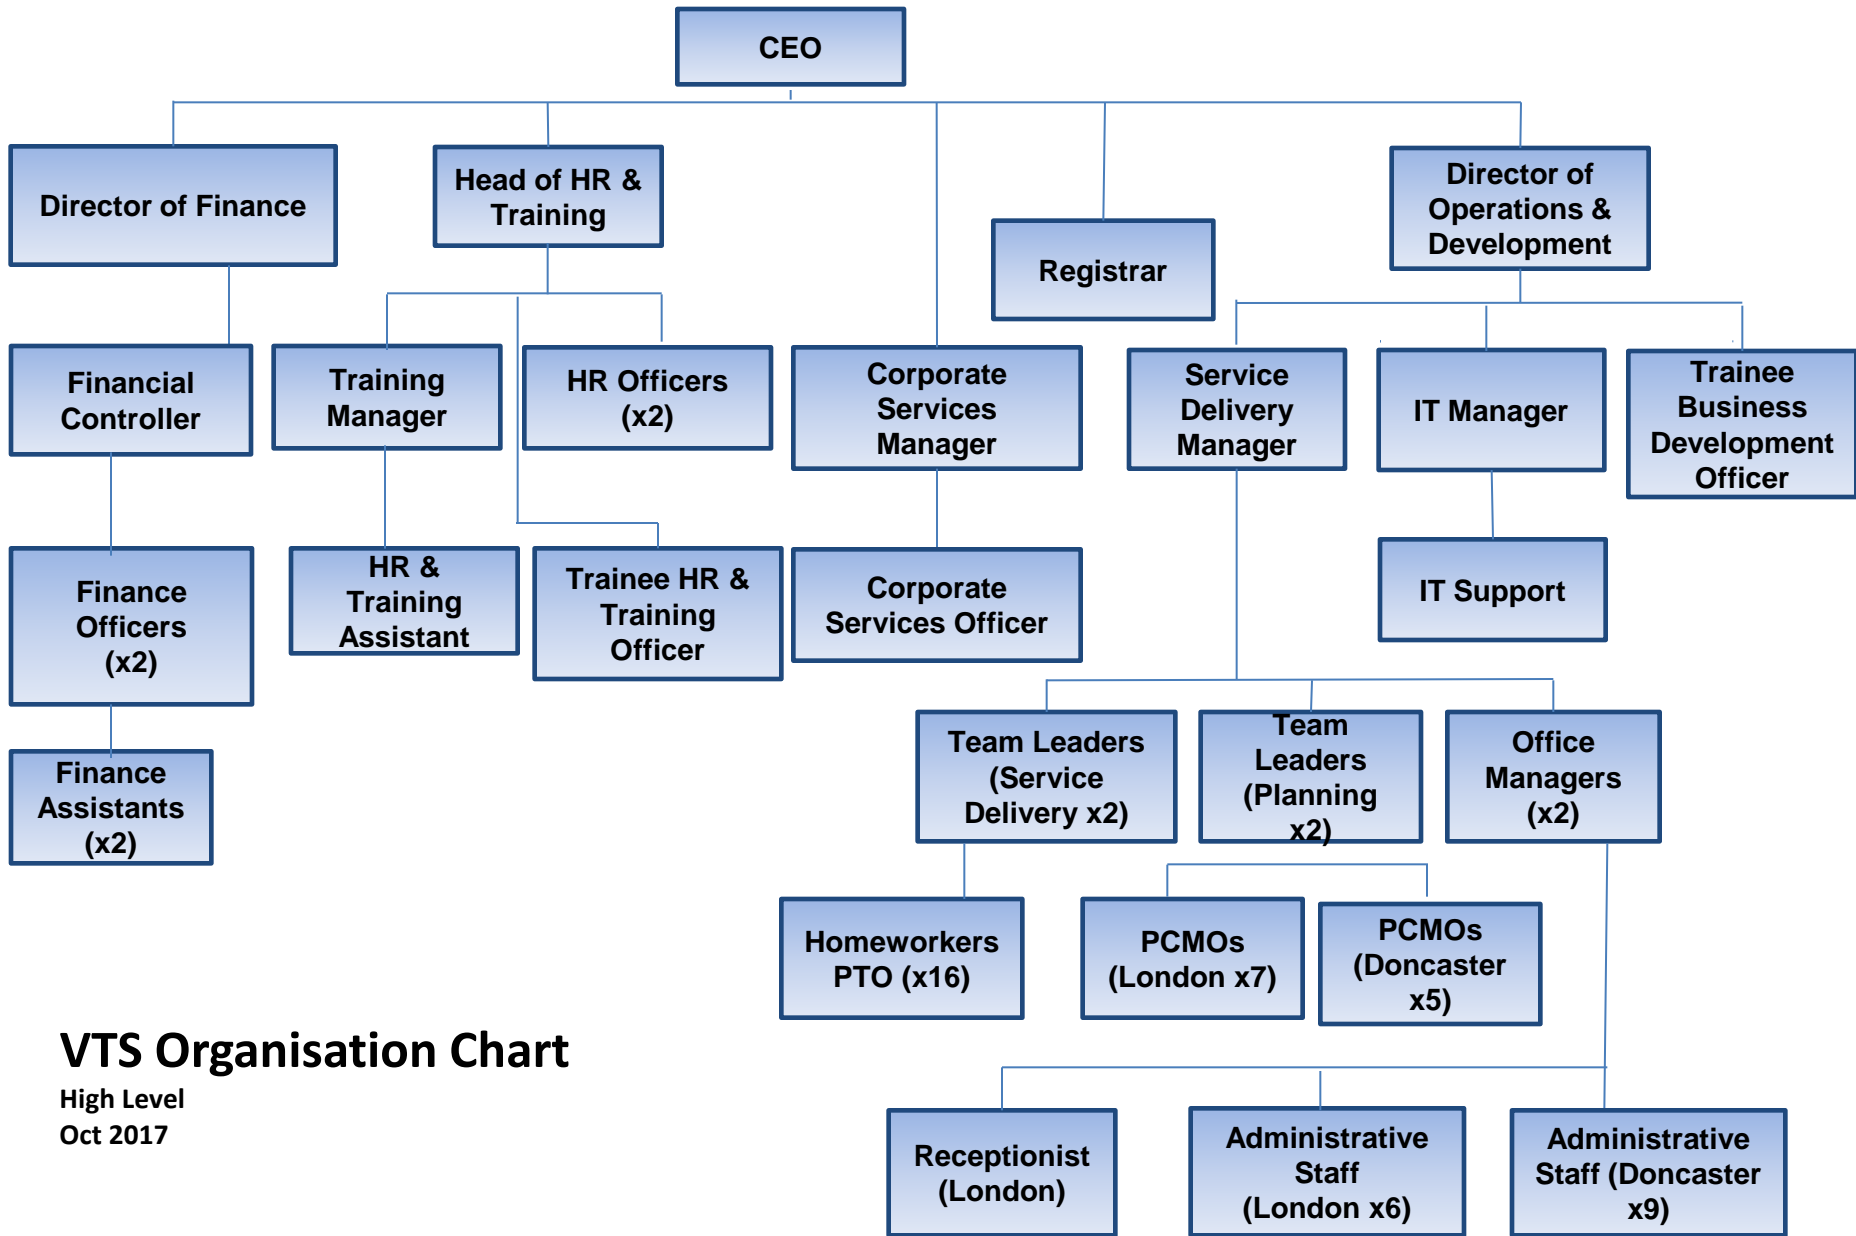 CEO
Director of Finance
Head of HR &
Training
Registrar
Director of
Operations &
Development
Financial
Controller
Training
Manager
HR Officers
(x2)
Corporate
Services
Manager
Service
Delivery
Manager
IT Manager
Trainee
Business
Development
Officer
Finance
Officers
(x2)
HR &
Training
Assistant
Trainee HR &
Training
Officer
Corporate
Services Officer
IT Support
Finance
Assistants
(x2)
Team Leaders
(Service
Delivery x2)
Team
Leaders
(Planning
x2)
Office
Managers
(x2)
Homeworkers
PTO (x16)
PCMOs
(London x7)
PCMOs
(Doncaster
x5)
VTS Organisation Chart
High Level
Oct 2017
Receptionist
(London)
Administrative
Staff
(London x6)
Administrative
Staff (Doncaster
x9)